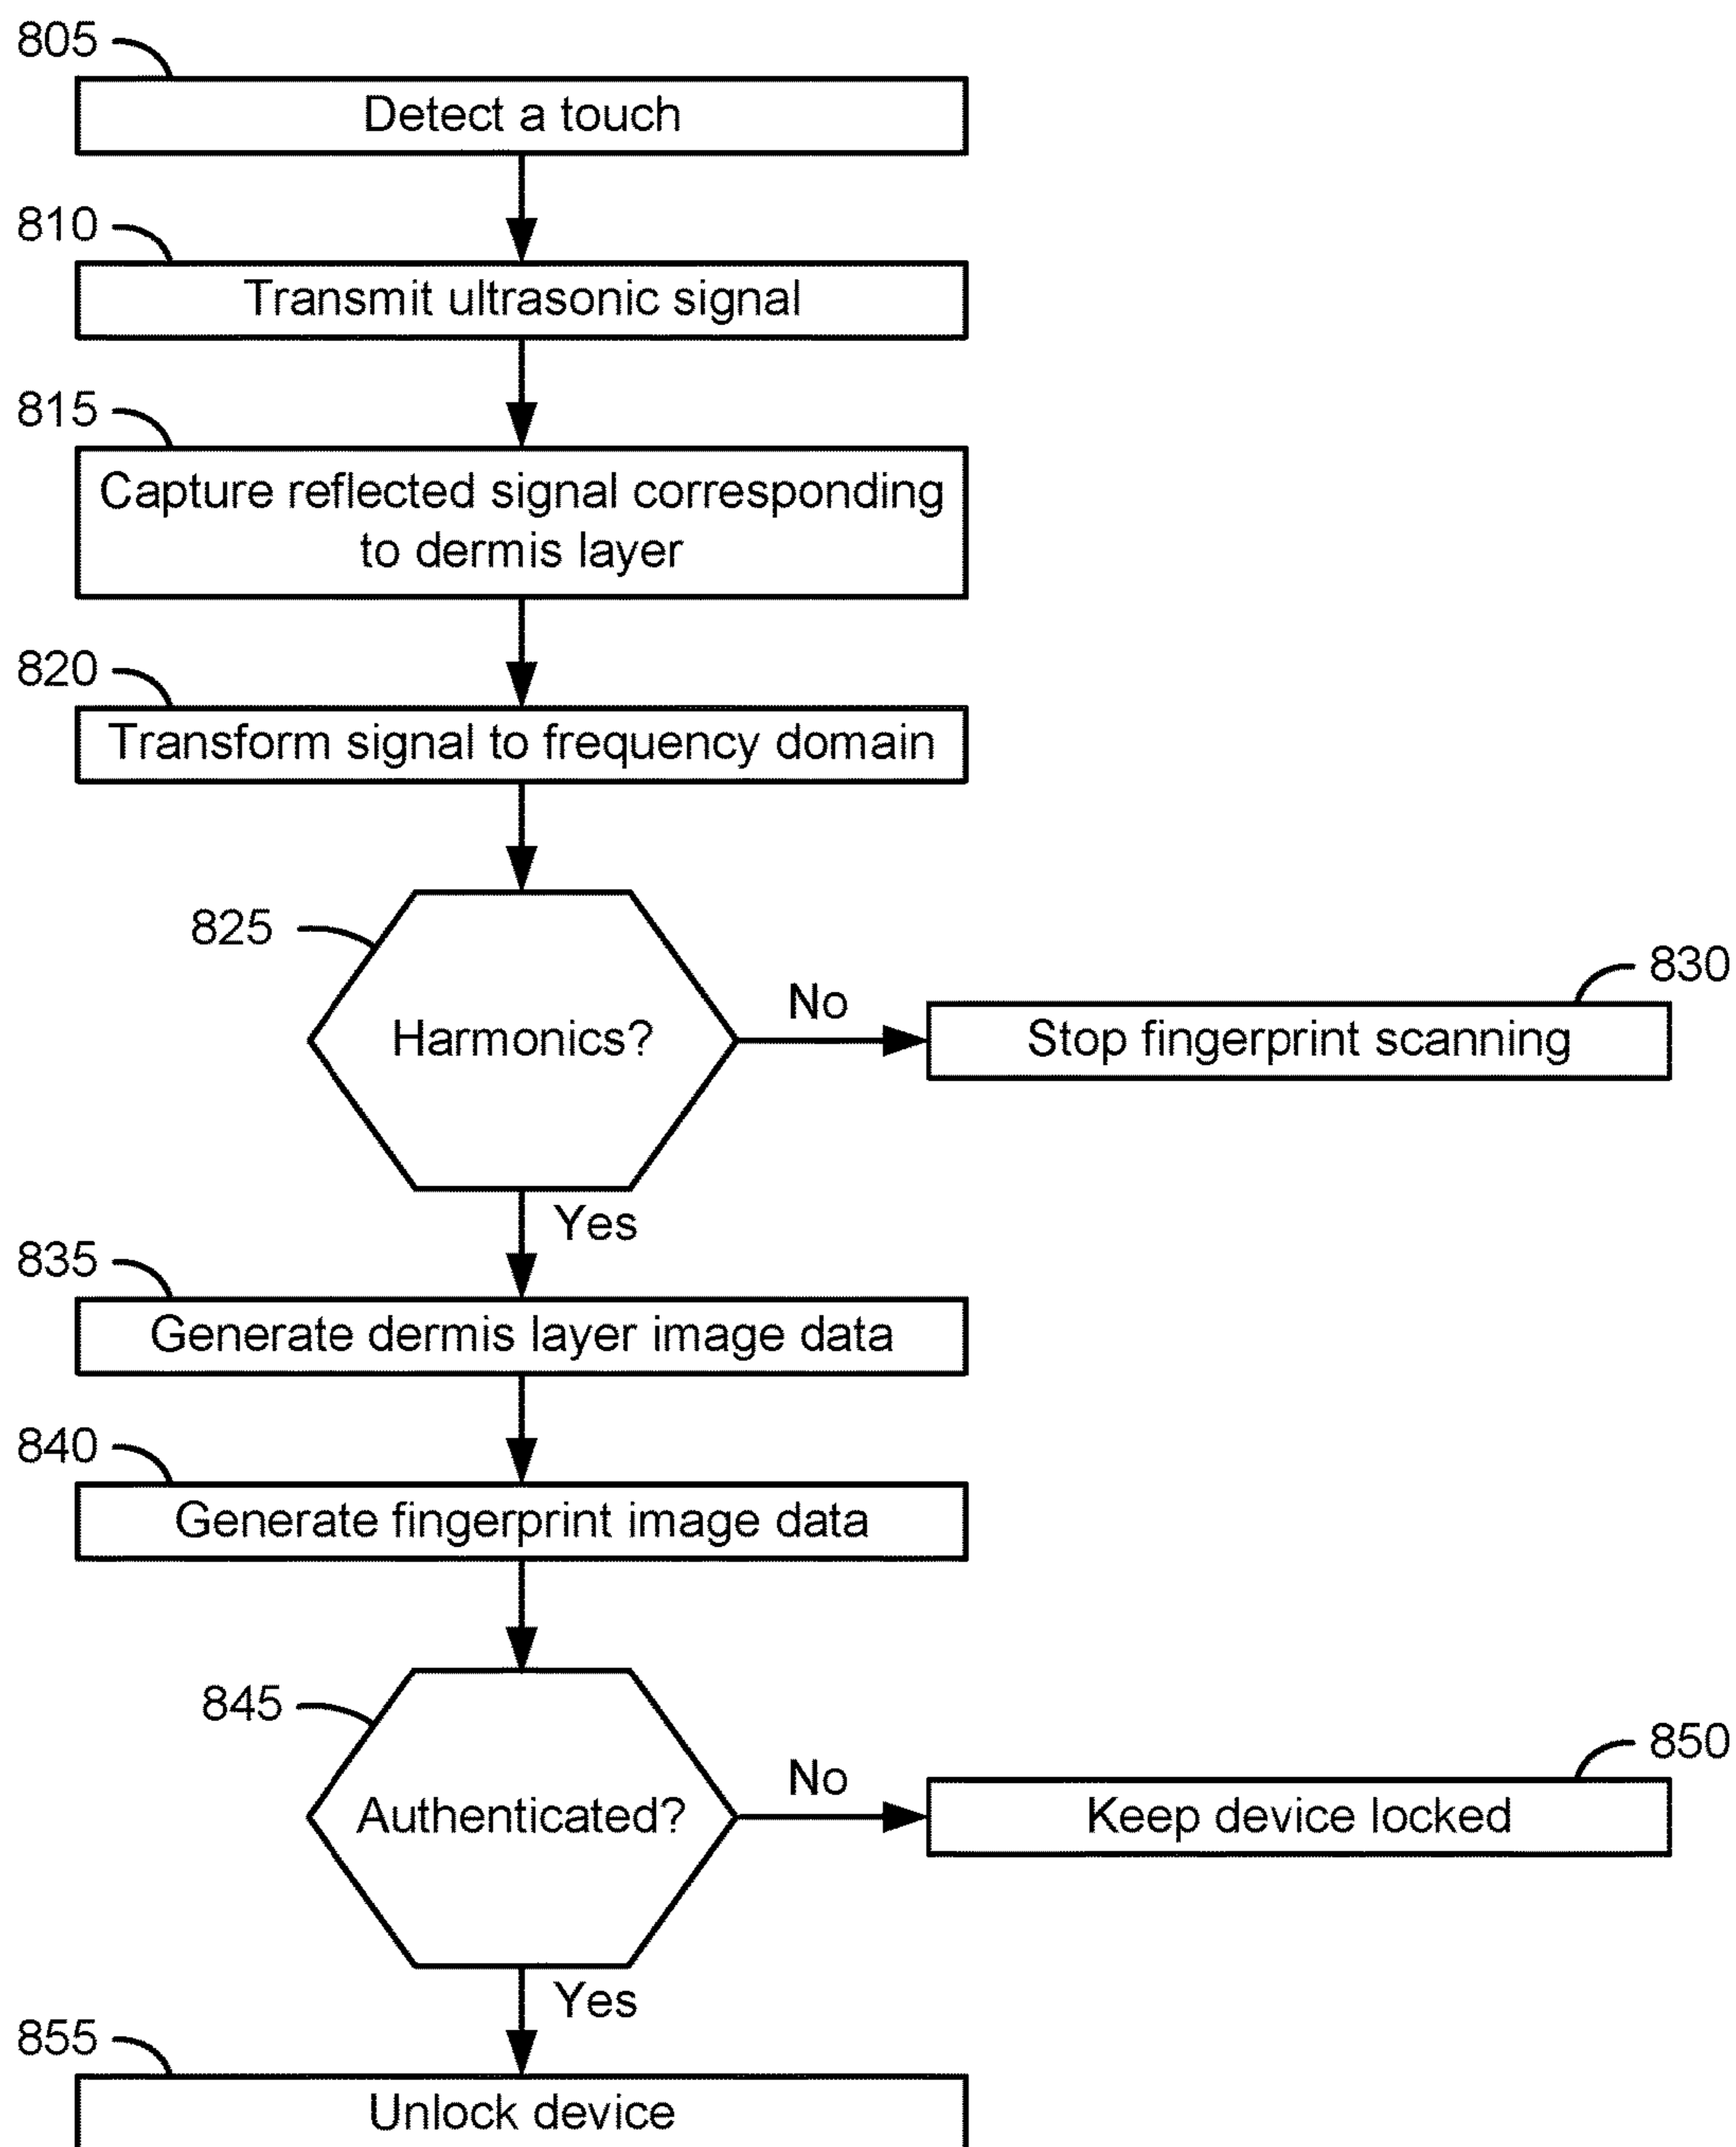 805
Detect a touch
810
Transmit ultrasonic signal
815
Capture reflected signal corresponding
to dermis layer
820
Transform signal to frequency domain
825
Harmonics?
No
830
Stop fingerprint scanning
Yes
835
Generate dermis layer image data
840
Generate fingerprint image data
845
Authenticated?
No
850
Keep device locked
Yes
855
Unlock device